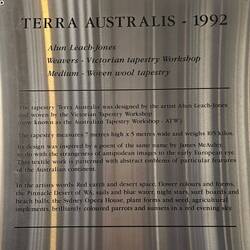 TERRA AUSTRALIS - 1992
Alun Leach-Jones
Weavers - Victorian tapestry Workshop
Medium - Woven wool tapestry
The tapestry Terra Australis was designed by the artist Alun Leach-Jones
and woven by the Victorian Tapestry Workshop
(now known as the Australian Tapestry Workshop - ATW)
The tapestry measures 7 metres high x 5 metres wide and weighs 105 kilos.
Its design was inspired by a poem of the same name by James McAuley,
with the strangeness of antipodean images to the early European eye.
This textile work is patterned with abstract emblems of particular features
of the Australian continent.
In the artists words: Red earth and desert space, flower colours and forms,
the Pinnacle Desert of WA, sails and blue water, night stars, surf boards and
beach balls, the Sydney Opera House, plant forms and seed, agricultural
implements, brilliantly coloured parrots and sunsets in a red evening sky.